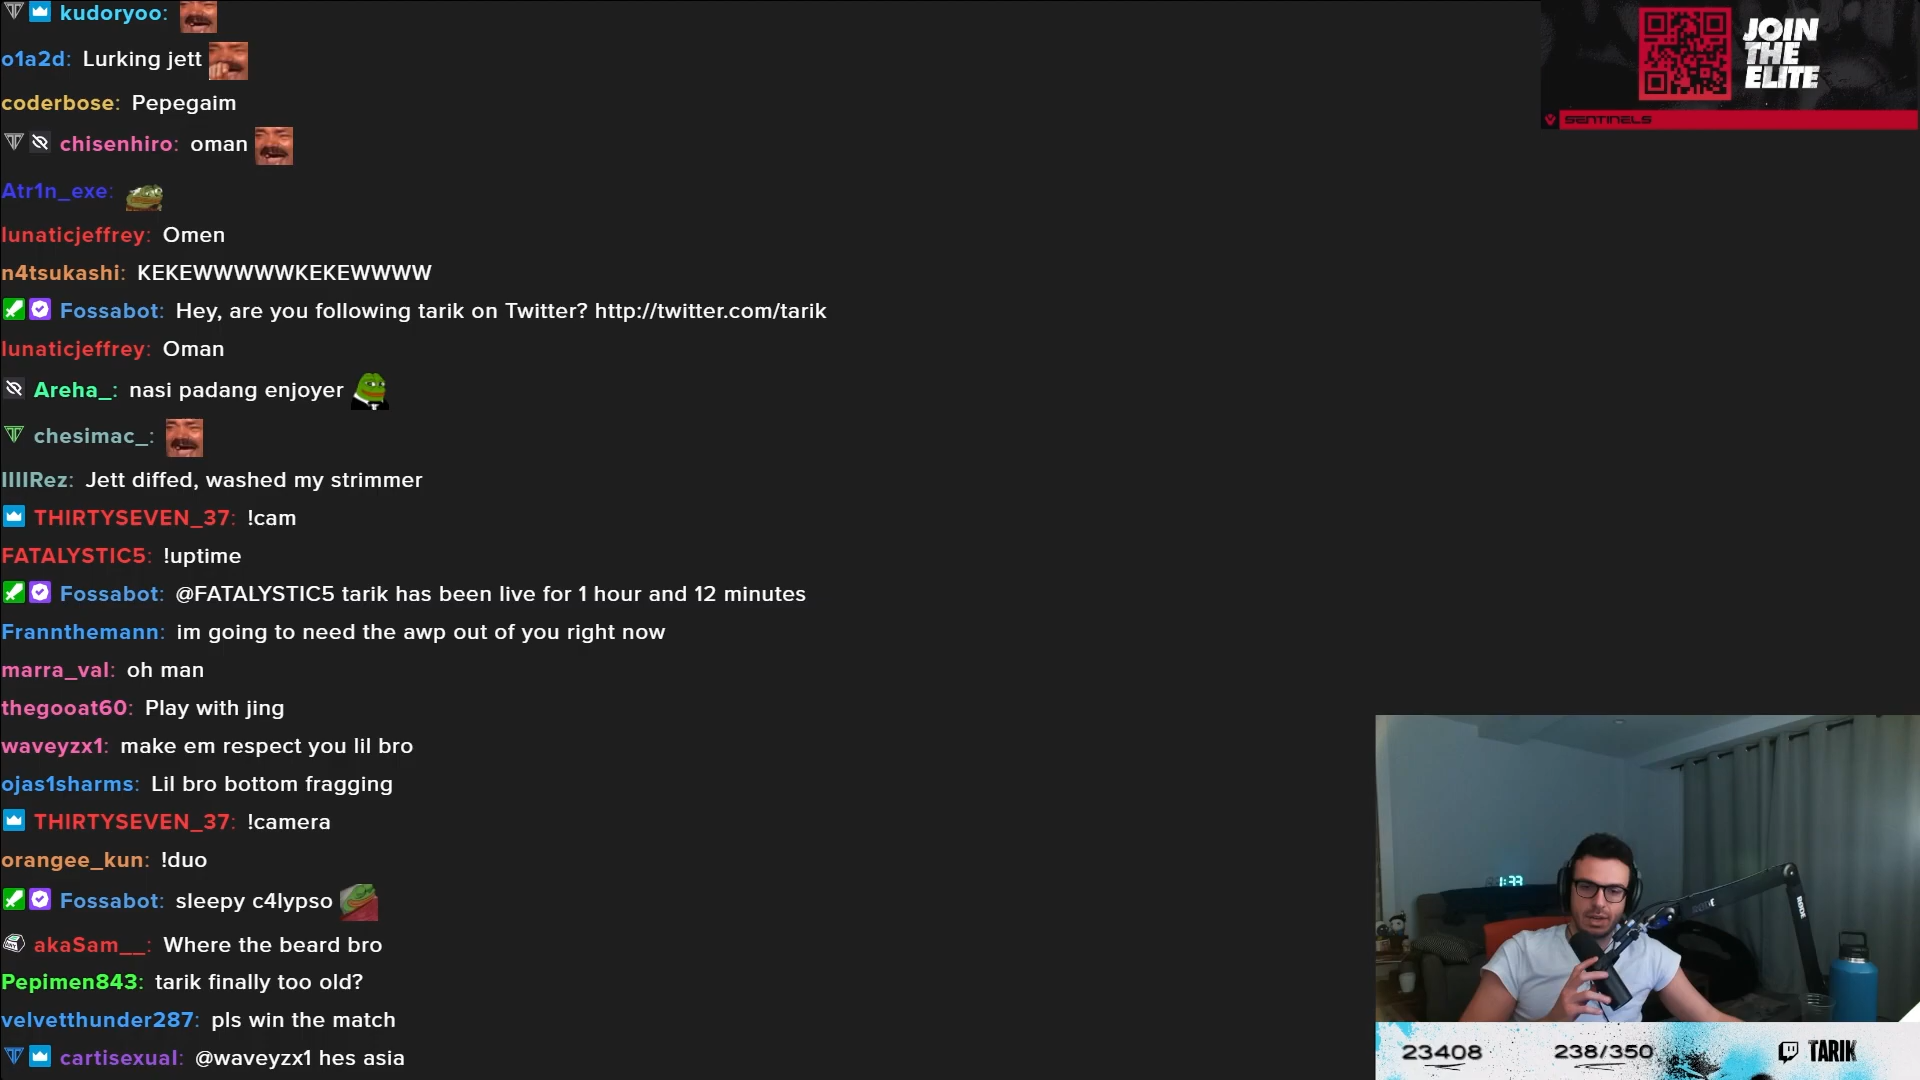 kudoryoo:
o1a2d: Lurking jett
coderbose: Pepegaim
chisenhiro: oman
Atr1n_exe:
lunaticjeffrey: Omen
n4tsukashi: KEKEWWWWWKEKEWWWW
Fossabot: Hey, are you following tarik on Twitter? http://twitter.com/tarik
lunaticjeffrey: Oman
Areha_: nasi padang enjoyer
chesimac_:
IIIIRez: Jett diffed, washed my strimmer
THIRTYSEVEN_37: !cam
FATALYSTIC5: !uptime
Fossabot: @FATALYSTIC5 tarik has been live for 1 hour and 12 minutes
Frannthemann: im going to need the awp out of you right now
marra_val: oh man
thegooat60: Play with jing
waveyzx1: make em respect you lil bro
ojas1sharms: Lil bro bottom fragging
THIRTYSEVEN_37: !camera
orangee_kun: !duo
Fossabot: sleepy c4lypso
akaSam__: Where the beard bro
Pepimen843: tarik finally too old?
velvetthunder287: pls win the match
cartisexual: @waveyzx1 hes asia
JOIN
THE
ELITE
SENTINELS
1:33
RØDE
23408
238/350
TARIK